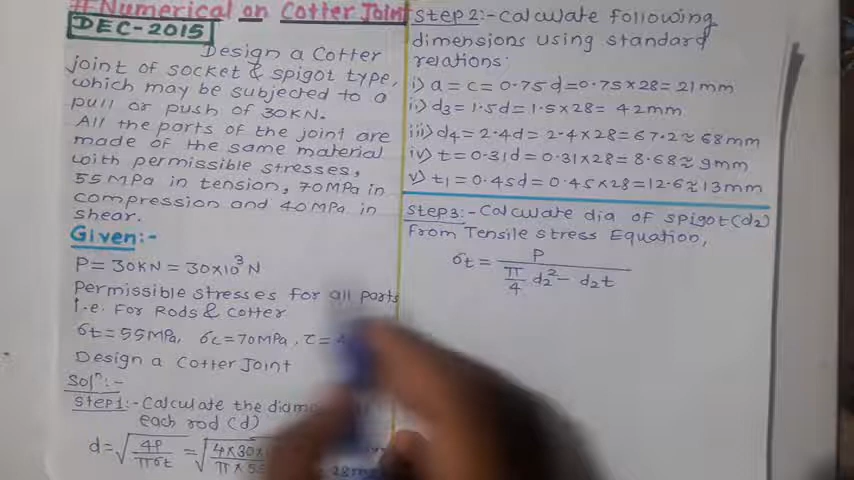 #Numerical on Cotter Joint
DEC-2015
Design a Cotter
joint of socket & spigot type,
which may be subjected to a
pull or push of 30KN.
All the parts of the joint are
made of the same material
with permissible stresses,
55MPa in tension, 70MPa in
compression and 40MPa in
shear.
Given:-
P = 30KN = 30×10³N
Permissible stresses for all parts
i.e. For Rods & Cotter
σt = 55MPa, σc = 70MPa, τ = 4
Design a Cotter Joint
Solⁿ:-
Step1:- Calculate the diam
each rod (d)
d = √(4P/πσt) = √(4×30×1/π×55
28m
Step2:- Calculate following
dimensions using standard
relations:
i) a = c = 0.75d = 0.75×28 = 21mm
ii) d3 = 1.5d = 1.5×28 = 42mm
iii) d4 = 2.4d = 2.4×28 = 67.2 ≈ 68mm
iv) t = 0.31d = 0.31×28 = 8.68 ≈ 9mm
v) t1 = 0.45d = 0.45×28 = 12.6 ≈ 13mm
Step3:- Calculate dia of spigot (d2)
From Tensile stress Equation,
σt = P / (π/4 d2² - d2t